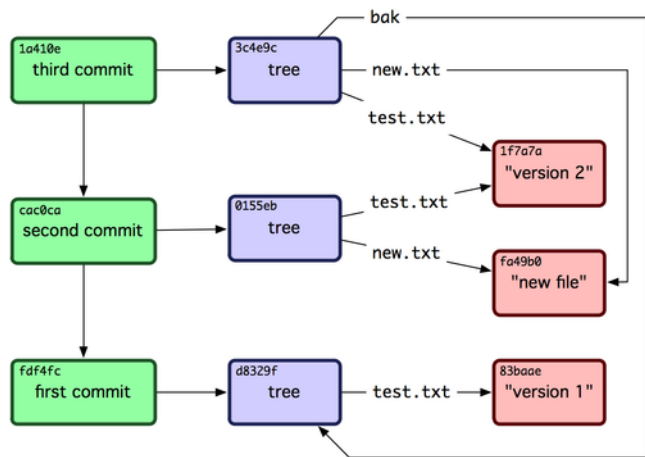 bak
1a410e
third commit
3c4e9c
tree
new.txt
test.txt
1f7a7a
"version 2"
cac0ca
second commit
0155eb
tree
test.txt
new.txt
fa49b0
"new file"
fdf4fc
first commit
d8329f
tree
test.txt
83baae
"version 1"